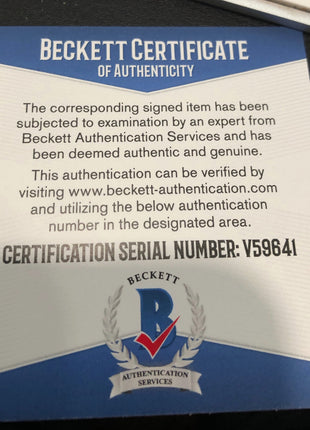 BECKETT CERTIFICATE
OF AUTHENTICITY
The corresponding signed item has been
subjected to examination by an expert from
Beckett Authentication Services and has
been deemed authentic and genuine.
This authentication can be verified by
visiting www.beckett-authentication.com
and utilizing the below authentication
number in the designated area.
CERTIFICATION SERIAL NUMBER: V59641
BECKETT
B
AUTHENTICATION
SERVICES